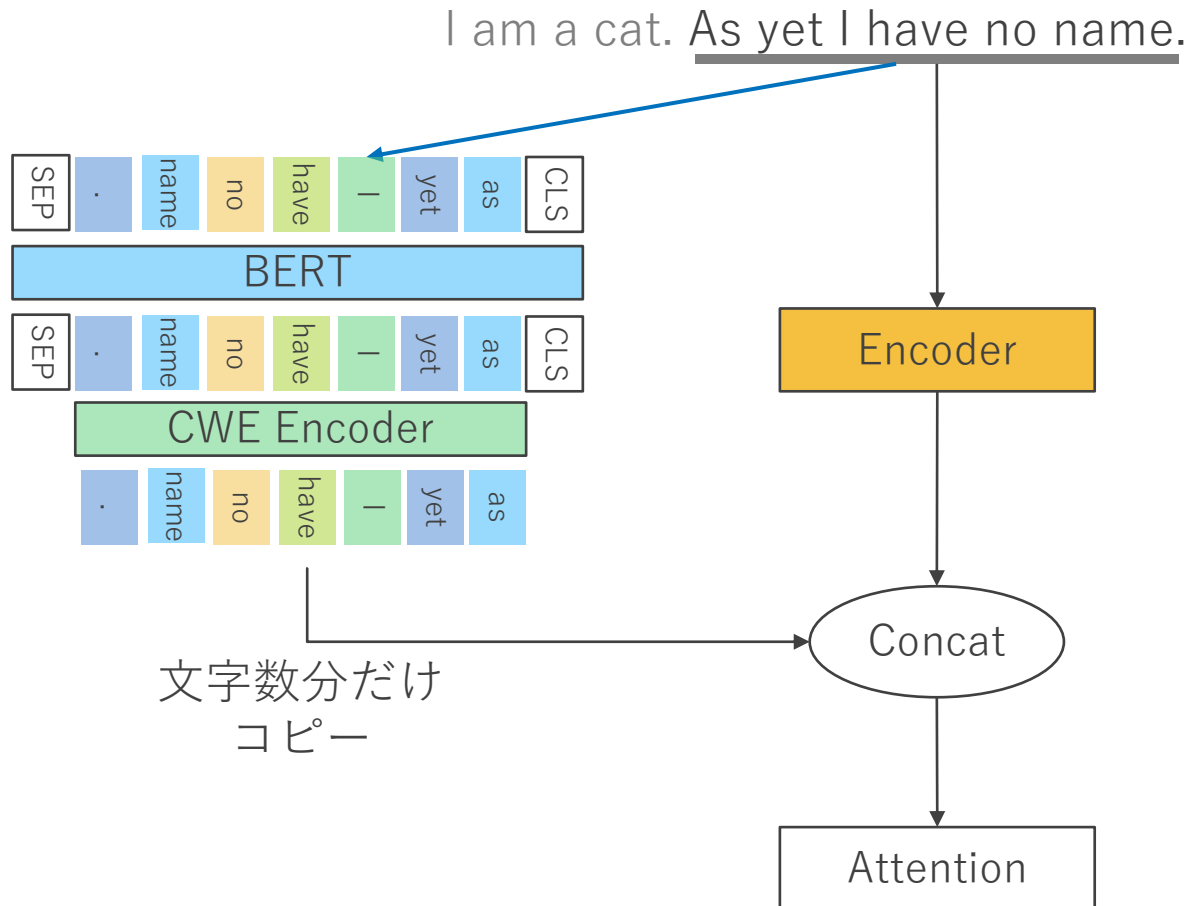 I am a cat. As yet I have no name.
SEP . name no have I yet as CLS
BERT
SEP . name no have I yet as CLS
Encoder
CWE Encoder
. name no have I yet as
Concat
文字数分だけ
コピー
Attention